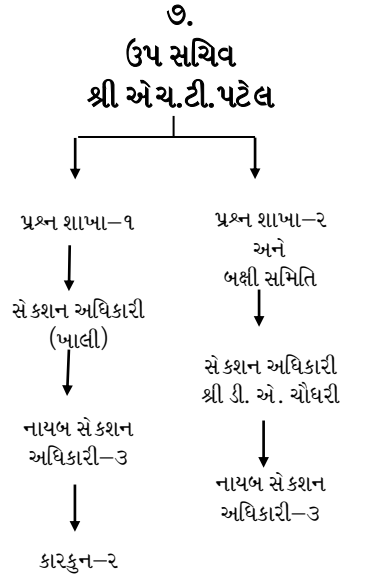 ૭.
ઉપ સચિવ
શ્રી એચ.ટી.પટેલ
પ્રશ્ન શાખા–૧
સેકશન અધિકારી
(ખાલી)
નાયબ સેકશન
અધિકારી–૩
કારકુન–૨
પ્રશ્ન શાખા–૨
અને
બક્ષી સમિતિ
સેકશન અધિકારી
શ્રી ડી. એ. ચૌધરી
નાયબ સેકશન
અધિકારી–૩